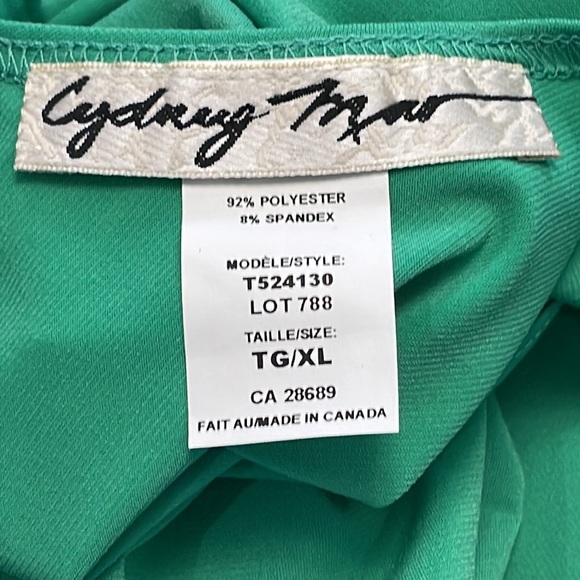 Cydney Mar
92% POLYESTER
8% SPANDEX
MODÈLE/STYLE:
T524130
LOT 788
TAILLE/SIZE:
TG/XL
CA 28689
FAIT AU/MADE IN CANADA